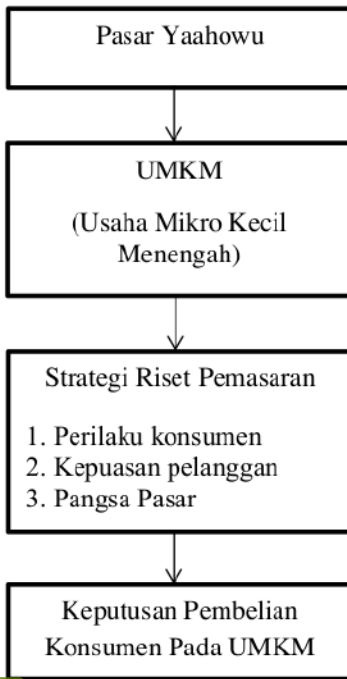 Pasar Yaahowu
UMKM
(Usaha Mikro Kecil
Menengah)
Strategi Riset Pemasaran
1. Perilaku konsumen
2. Kepuasan pelanggan
3. Pangsa Pasar
Keputusan Pembelian
Konsumen Pada UMKM